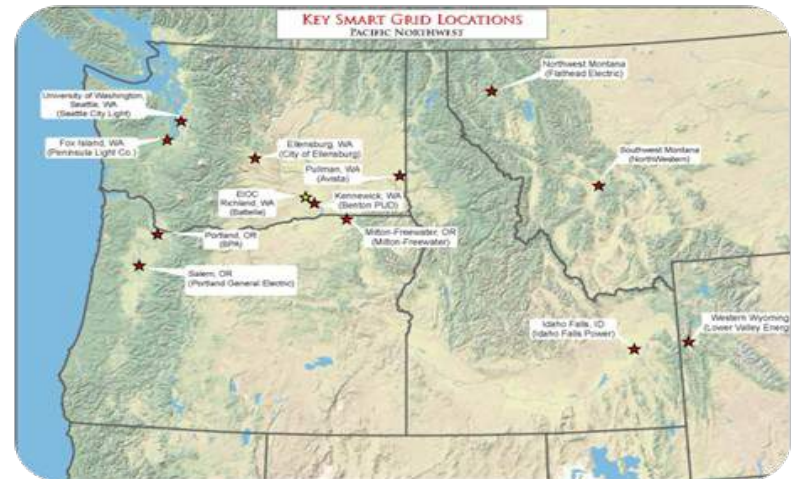 KEY SMART GRID LOCATIONS
PACIFIC NORTHWEST
Northwest Montana
(Flathead Electric)
University of Washington,
Seattle, WA
(Seattle City Light)
Fox Island, WA
(Peninsula Light Co.)
Ellensburg, WA
(City of Ellensburg)
Pullman, WA
(Avista)
Southwest Montana
(NorthWestern)
EIOC
Richland, WA
(Battelle)
Kennewick, WA
(Benton PUD)
Portland, OR
(BPA)
Milton-Freewater, OR
(Milton-Freewater)
Salem, OR
(Portland General Electric)
Idaho Falls, ID
(Idaho Falls Power)
Western Wyoming
(Lower Valley Energ